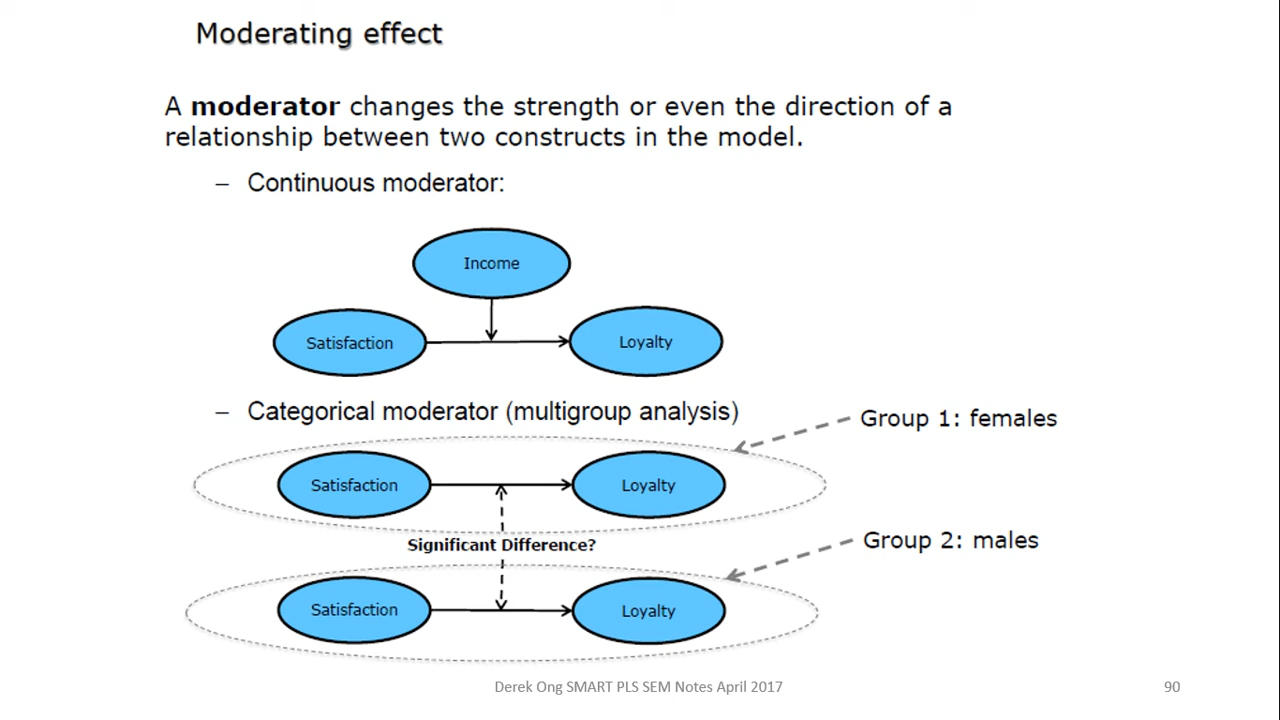 Moderating effect
A moderator changes the strength or even the direction of a
relationship between two constructs in the model.
– Continuous moderator:
Income
Satisfaction
Loyalty
– Categorical moderator (multigroup analysis)
Group 1: females
Satisfaction
Loyalty
Significant Difference?
Group 2: males
Satisfaction
Loyalty
Derek Ong SMART PLS SEM Notes April 2017
90